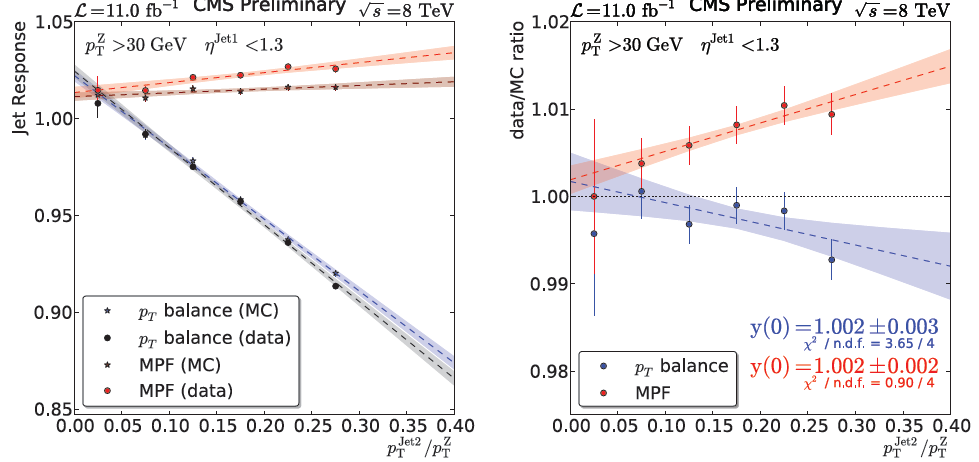 ℒ=11.0 fb⁻¹ CMS Preliminary √s=8 TeV
p_T^Z >30 GeV η^Jet1 <1.3
Jet Response
1.00
0.95
0.90
0.85
p_T balance (MC)
p_T balance (data)
MPF (MC)
MPF (data)
0.00 0.05 0.10 0.15 0.20 0.25 0.30 0.35 0.40
p_T^Jet2/p_T^Z
ℒ=11.0 fb⁻¹ CMS Preliminary √s=8 TeV
1.02
p_T^Z >30 GeV η^Jet1 <1.3
data/MC ratio
1.01
1.00
0.99
0.98
y(0)=1.002±0.003
χ² / n.d.f. = 3.65 / 4
y(0)=1.002±0.002
χ² / n.d.f. = 0.90 / 4
p_T balance
MPF
0.00 0.05 0.10 0.15 0.20 0.25 0.30 0.35 0.40
p_T^Jet2/p_T^Z